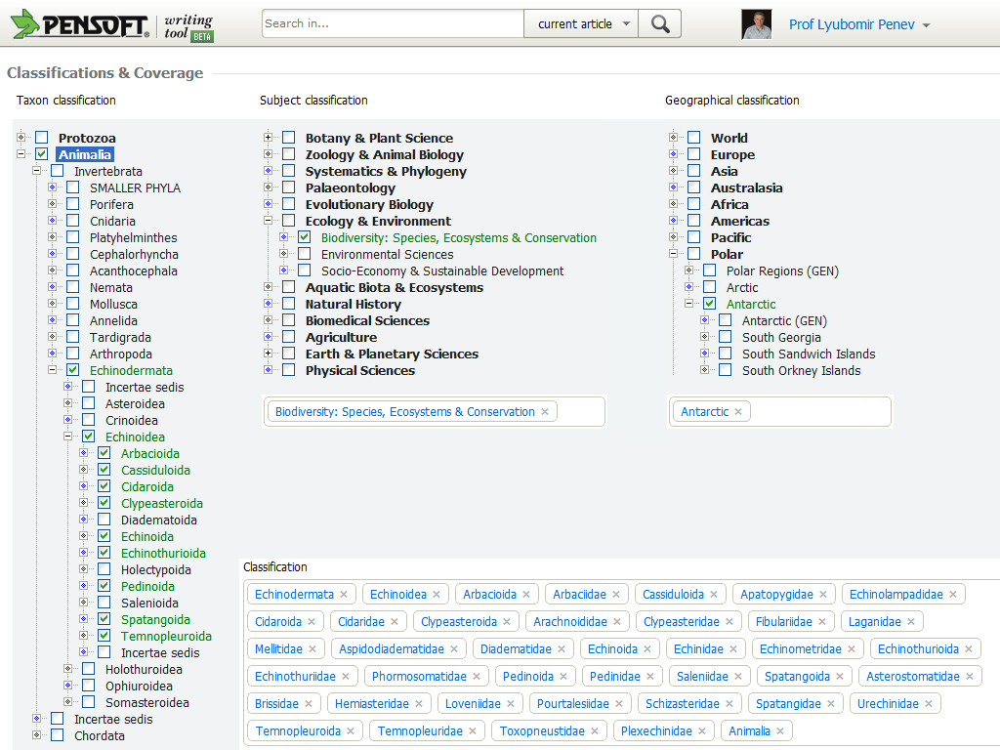 PENSOFT® writing tool BETA
Search in...
current article
Prof Lyubomir Penev
Classifications & Coverage
Taxon classification
Protozoa
Animalia
Invertebrata
SMALLER PHYLA
Porifera
Cnidaria
Platyhelminthes
Cephalorhyncha
Acanthocephala
Nemata
Mollusca
Annelida
Tardigrada
Arthropoda
Echinodermata
Incertae sedis
Asteroidea
Crinoidea
Echinoidea
Arbacioida
Cassiduloida
Cidaroida
Clypeasteroida
Diadematoida
Echinoida
Echinothurioida
Holectypoida
Pedinoida
Salenioida
Spatangoida
Temnopleuroida
Incertae sedis
Holothuroidea
Ophiuroidea
Somasteroidea
Incertae sedis
Chordata
Subject classification
Botany & Plant Science
Zoology & Animal Biology
Systematics & Phylogeny
Palaeontology
Evolutionary Biology
Ecology & Environment
Biodiversity: Species, Ecosystems & Conservation
Environmental Sciences
Socio-Economy & Sustainable Development
Aquatic Biota & Ecosystems
Natural History
Biomedical Sciences
Agriculture
Earth & Planetary Sciences
Physical Sciences
Biodiversity: Species, Ecosystems & Conservation ×
Geographical classification
World
Europe
Asia
Australasia
Africa
Americas
Pacific
Polar
Polar Regions (GEN)
Arctic
Antarctic
Antarctic (GEN)
South Georgia
South Sandwich Islands
South Orkney Islands
Antarctic ×
Classification
Echinodermata × Echinoidea × Arbacioida × Arbaciidae × Cassiduloida × Apatopygidae × Echinolampadidae ×
Cidaroida × Cidaridae × Clypeasteroida × Arachnoididae × Clypeasteridae × Fibulariidae × Laganidae ×
Mellitidae × Aspidodiadematidae × Diadematidae × Echinoida × Echinidae × Echinometridae × Echinothurioida ×
Echinothuriidae × Phormosomatidae × Pedinoida × Pedinidae × Saleniidae × Spatangoida × Asterostomatidae ×
Brissidae × Hemiasteridae × Loveniidae × Pourtalesiidae × Schizasteridae × Spatangidae × Urechinidae ×
Temnopleuroida × Temnopleuridae × Toxopneustidae × Plexechinidae × Animalia ×